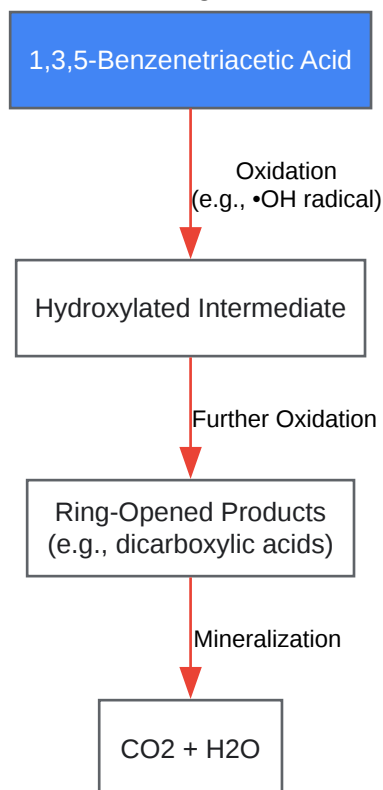 1,3,5-Benzenetriacetic Acid
Oxidation
(e.g., •OH radical)
Hydroxylated Intermediate
Further Oxidation
Ring-Opened Products
(e.g., dicarboxylic acids)
Mineralization
CO2 + H2O